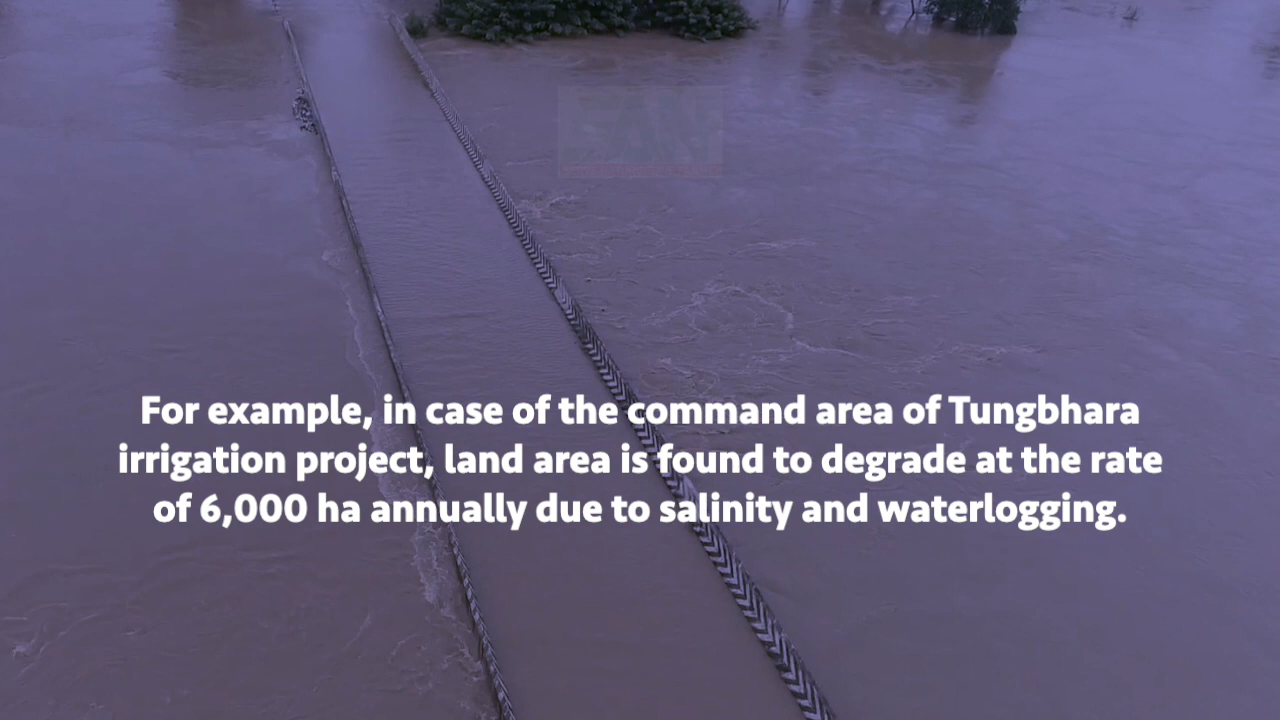 For example, in case of the command area of Tungbhara
irrigation project, land area is found to degrade at the rate
of 6,000 ha annually due to salinity and waterlogging.